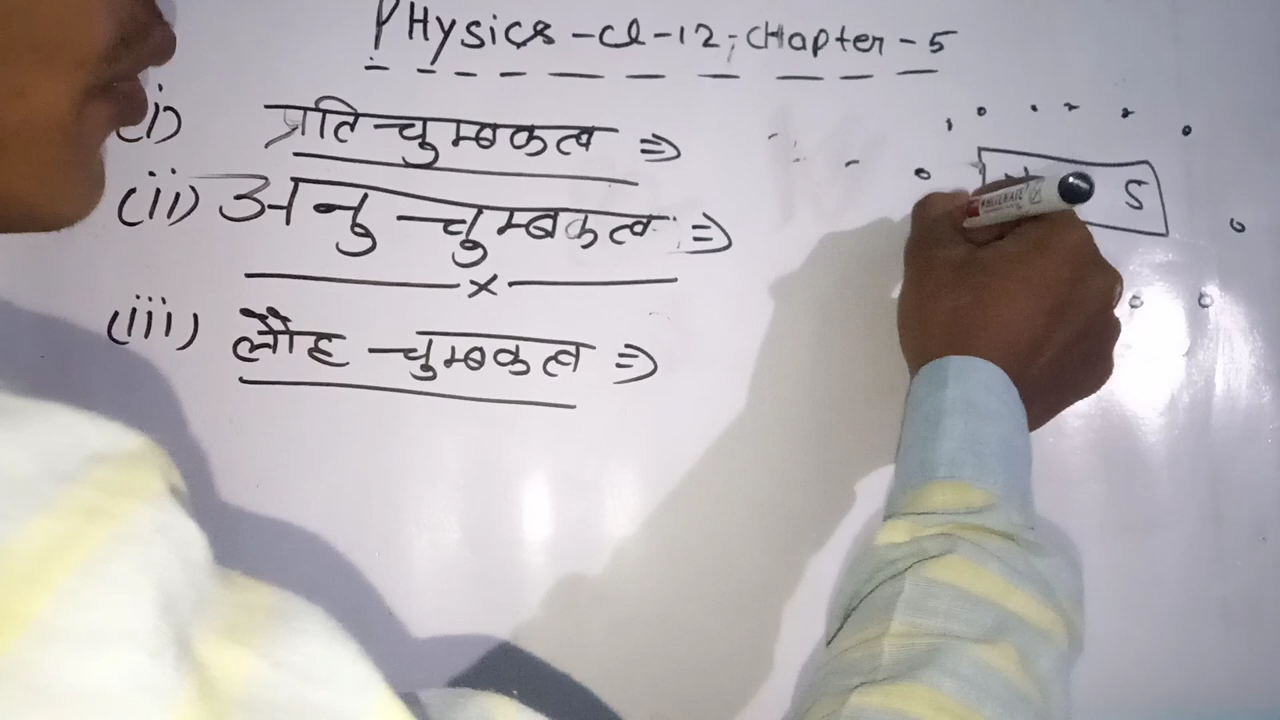 PHysics-cl-12, CHapter-5
(i) प्रतिचुम्बकत्व ⇒
(ii) अनुचुम्बकत्व ⇒
x
(iii) लौह-चुम्बकत्व ⇒
S